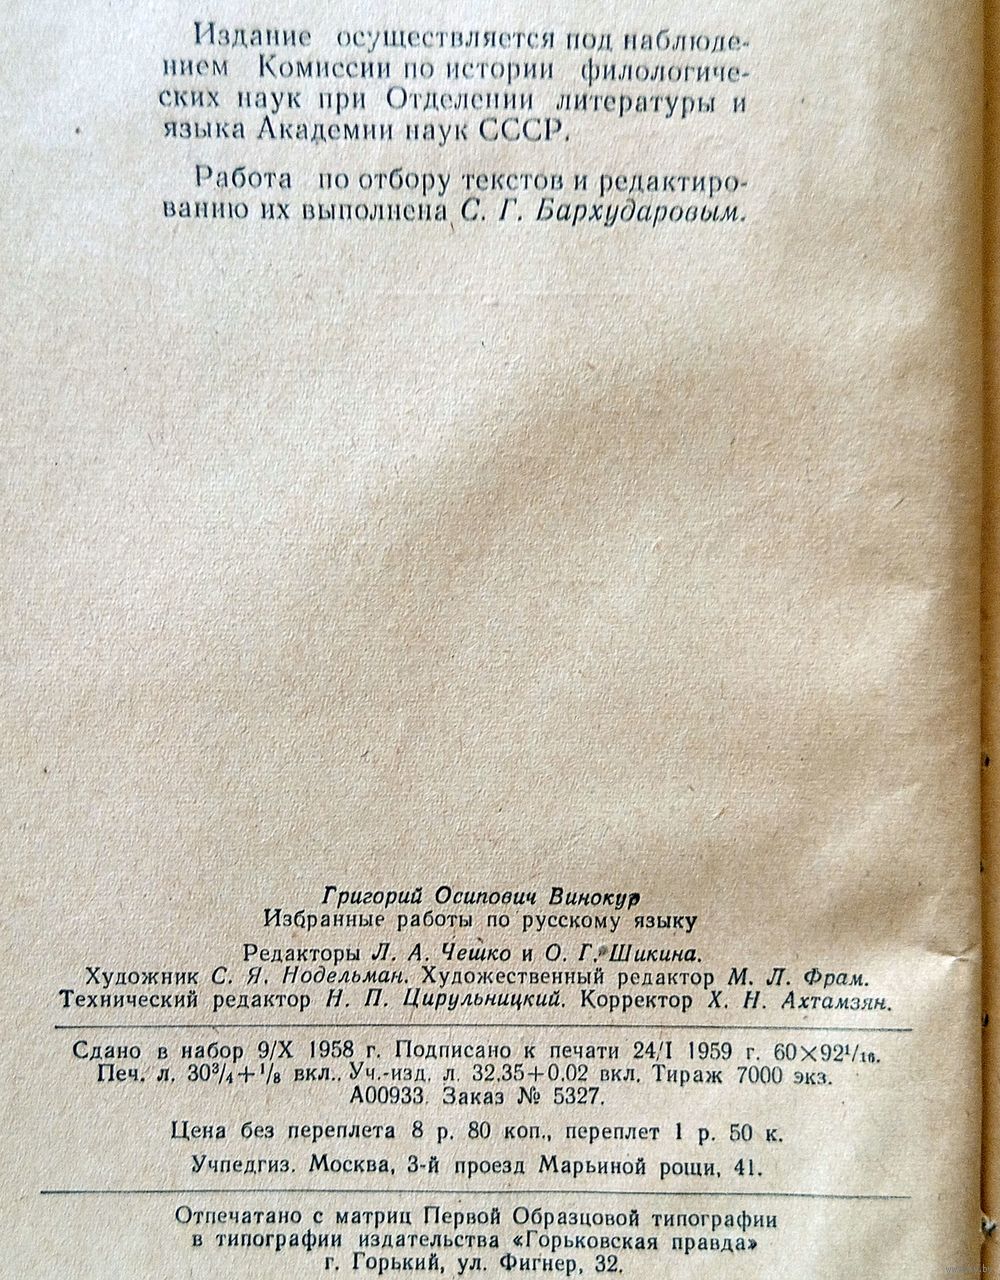 Издание осуществляется под наблюде-
нием Комиссии по истории филологиче-
ских наук при Отделении литературы и
языка Академии наук СССР.
Работа по отбору текстов и редактиро-
ванию их выполнена С. Г. Бархударовым.
Григорий Осипович Винокур
Избранные работы по русскому языку
Редакторы Л. А. Чешко и О. Г. Шикина.
Художник С. Я. Нодельман. Художественный редактор М. Л. Фрам.
Технический редактор Н. П. Цирульницкий. Корректор Х. Н. Ахтамзян.
Сдано в набор 9/X 1958 г. Подписано к печати 24/I 1959 г. 60×92¹/₁₆.
Печ. л. 30³/₄+¹/₈ вкл. Уч.-изд. л. 32,35+0,02 вкл. Тираж 7000 экз.
А00933. Заказ № 5327.
Цена без переплета 8 р. 80 коп., переплет 1 р. 50 к.
Учпедгиз. Москва, 3-й проезд Марьиной рощи, 41.
Отпечатано с матриц Первой Образцовой типографии
в типографии издательства «Горьковская правда»
г. Горький, ул. Фигнер, 32.